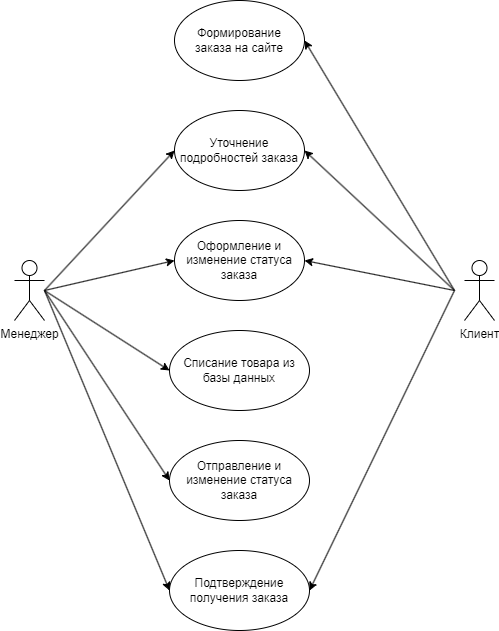 Формирование
заказа на сайте
Уточнение
подробностей заказа
Оформление и
изменение статуса
заказа
Менеджер
Клиент
Списание товара из
базы данных
Отправление и
изменение статуса
заказа
Подтверждение
получения заказа